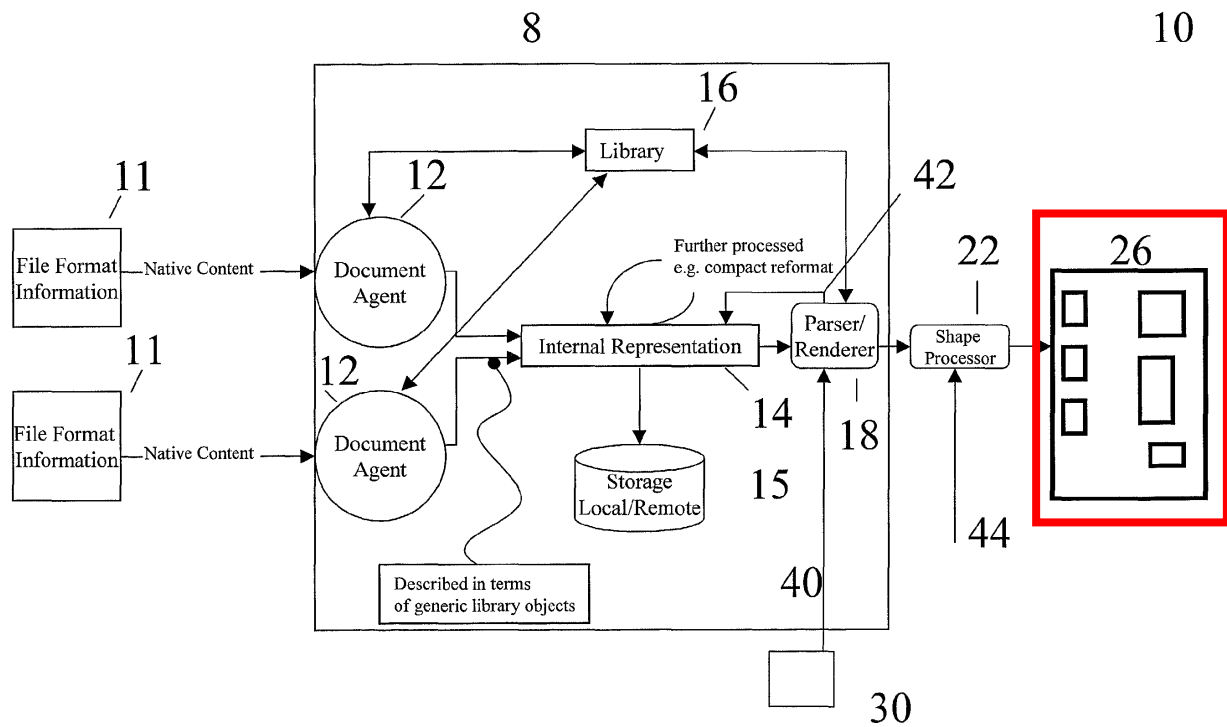 8
10
16
Library
11
12
42
File Format
Information
Native Content
Document
Agent
Further processed
e.g. compact reformat
22
26
Parser/
Renderer
Shape
Processor
Internal Representation
11
12
File Format
Information
Native Content
Document
Agent
14
18
15
Storage
Local/Remote
44
40
Described in terms
of generic library objects
30